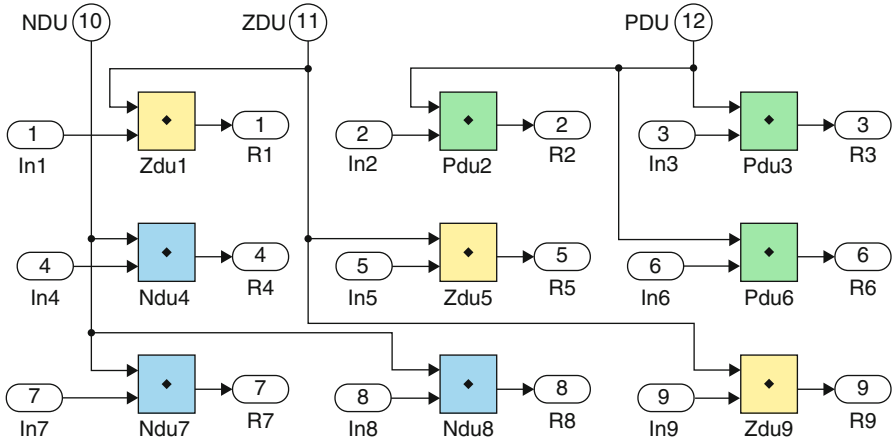 NDU 10 ZDU 11 PDU 12
1 1 2 2 3 3
In1 Zdu1 R1 In2 Pdu2 R2 In3 Pdu3 R3
4 4 5 5 6 6
In4 Ndu4 R4 In5 Zdu5 R5 In6 Pdu6 R6
7 7 8 8 9 9
In7 Ndu7 R7 In8 Ndu8 R8 In9 Zdu9 R9